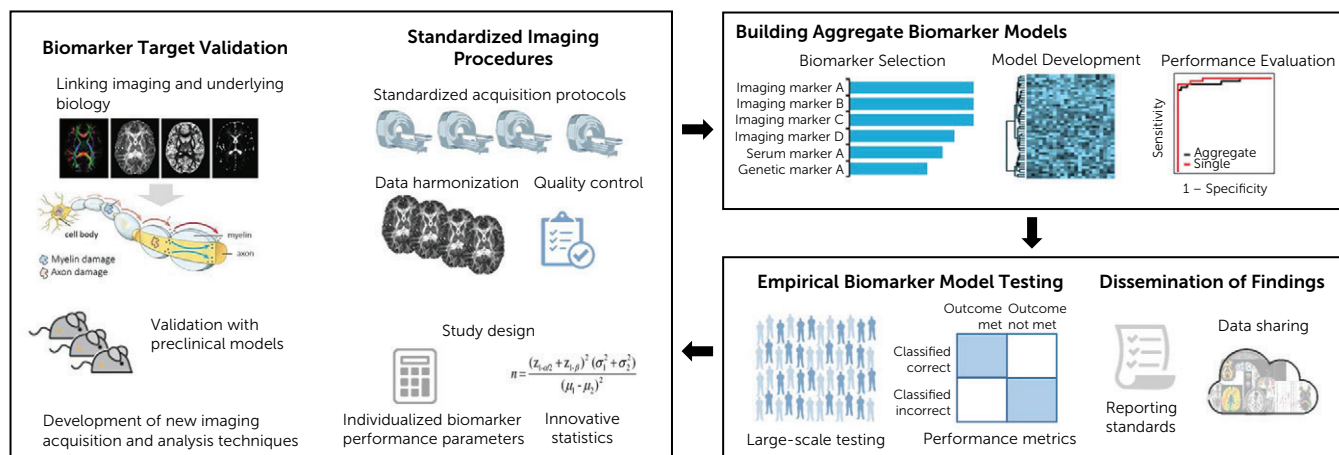 Biomarker Target Validation
Linking imaging and underlying
biology
cell body
myelin
axon
Myelin damage
Axon damage
Validation with
preclinical models
Development of new imaging
acquisition and analysis techniques
Standardized Imaging
Procedures
Standardized acquisition protocols
Data harmonization
Quality control
Study design
n = (z1-α/2 + z1-β)² (σ₁² + σ₂²) / (μ₁ - μ₂)²
Individualized biomarker
performance parameters
Innovative
statistics
Building Aggregate Biomarker Models
Biomarker Selection
Imaging marker A
Imaging marker B
Imaging marker C
Imaging marker D
Serum marker A
Genetic marker A
Model Development
Performance Evaluation
Sensitivity
Aggregate
Single
1 – Specificity
Empirical Biomarker Model Testing
Large-scale testing
Outcome
met
Outcome
not met
Classified
correct
Classified
incorrect
Performance metrics
Dissemination of Findings
Data sharing
Reporting
standards